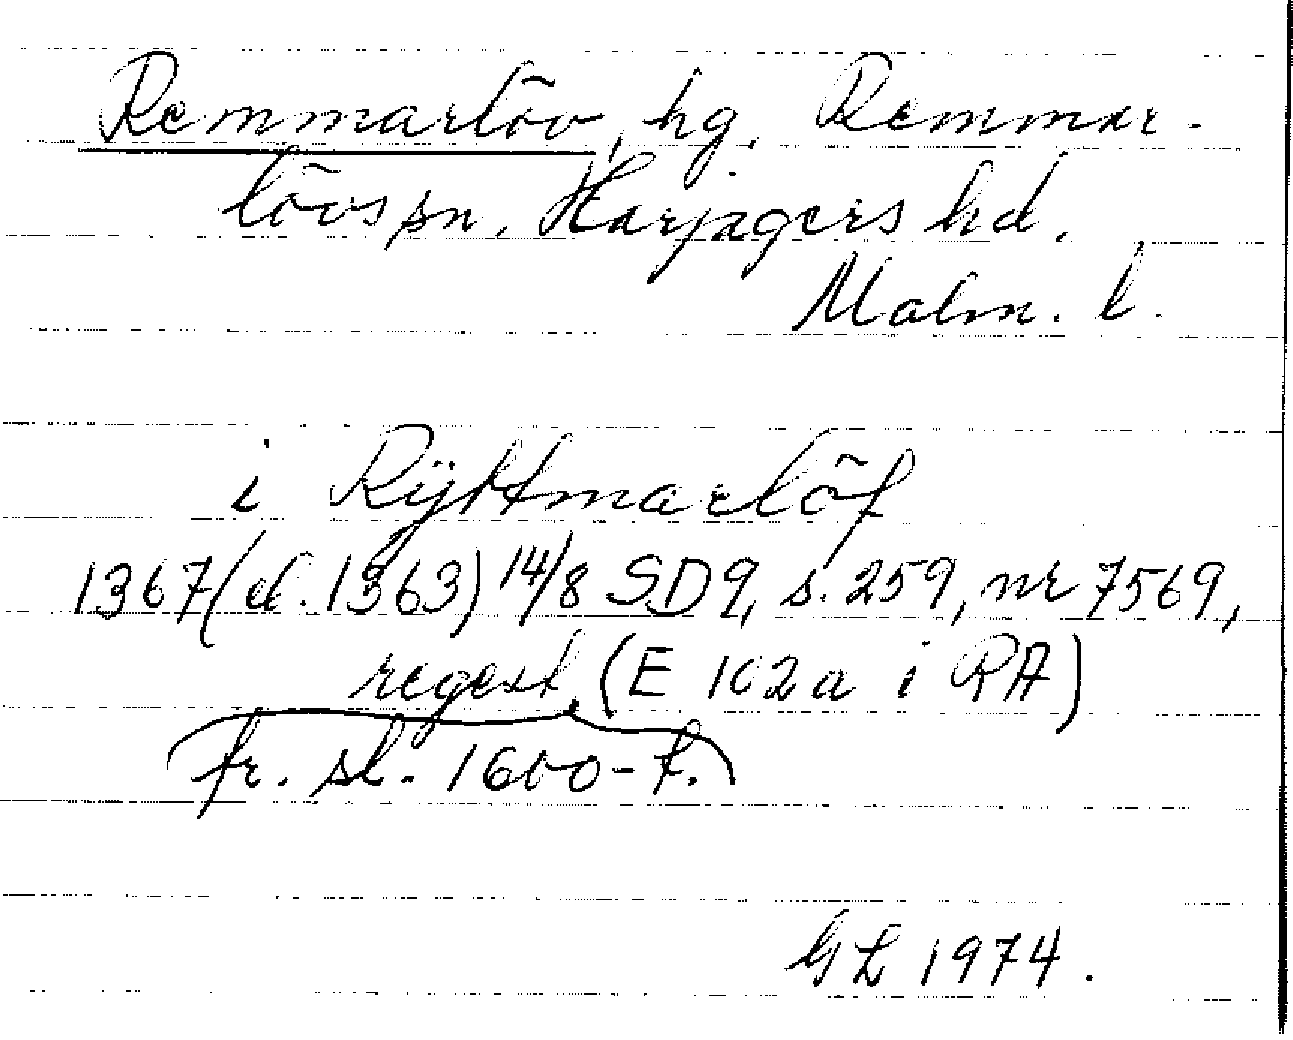 Remmarlöv, hg, Remmar-
lövs sn, Harjagers hd.
Malm. l.
i Rÿttmarlöf
1367 (el. 1363) 14/8 SD 9, s. 259, nr 7569,
regest (E 102a i RA)
fr. sl. 1600-t.
GL 1974.